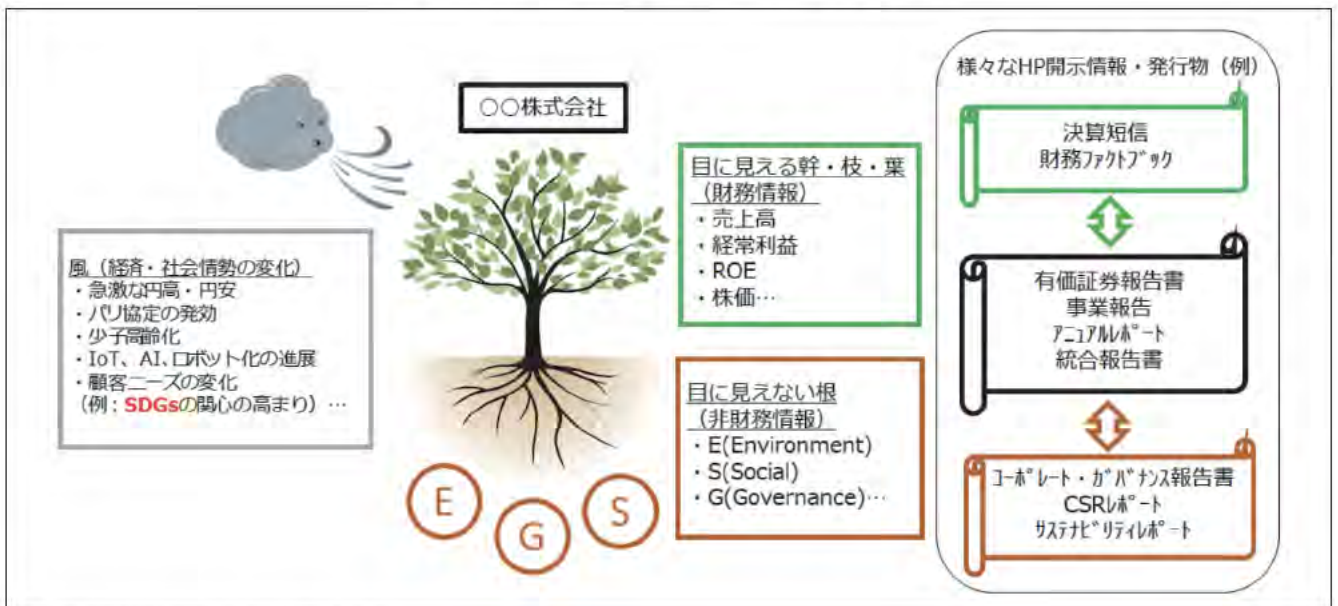 ○○株式会社
風（経済・社会情勢の変化）
・急激な円高・円安
・パリ協定の発効
・少子高齢化
・IoT、AI、ロボット化の進展
・顧客ニーズの変化
（例：SDGsの関心の高まり）…
目に見える幹・枝・葉
（財務情報）
・売上高
・経常利益
・ROE
・株価…
目に見えない根
（非財務情報）
・E(Environment)
・S(Social)
・G(Governance)…
E
G
S
様々なHP開示情報・発行物（例）
決算短信
財務ﾌｧｸﾄﾌﾞｯｸ
有価証券報告書
事業報告
ｱﾆｭｱﾙﾚﾎﾟｰﾄ
統合報告書
ｺｰﾎﾟﾚｰﾄ・ｶﾞﾊﾞﾅﾝｽ報告書
CSRﾚﾎﾟｰﾄ
ｻｽﾃﾅﾋﾞﾘﾃｨﾚﾎﾟｰﾄ